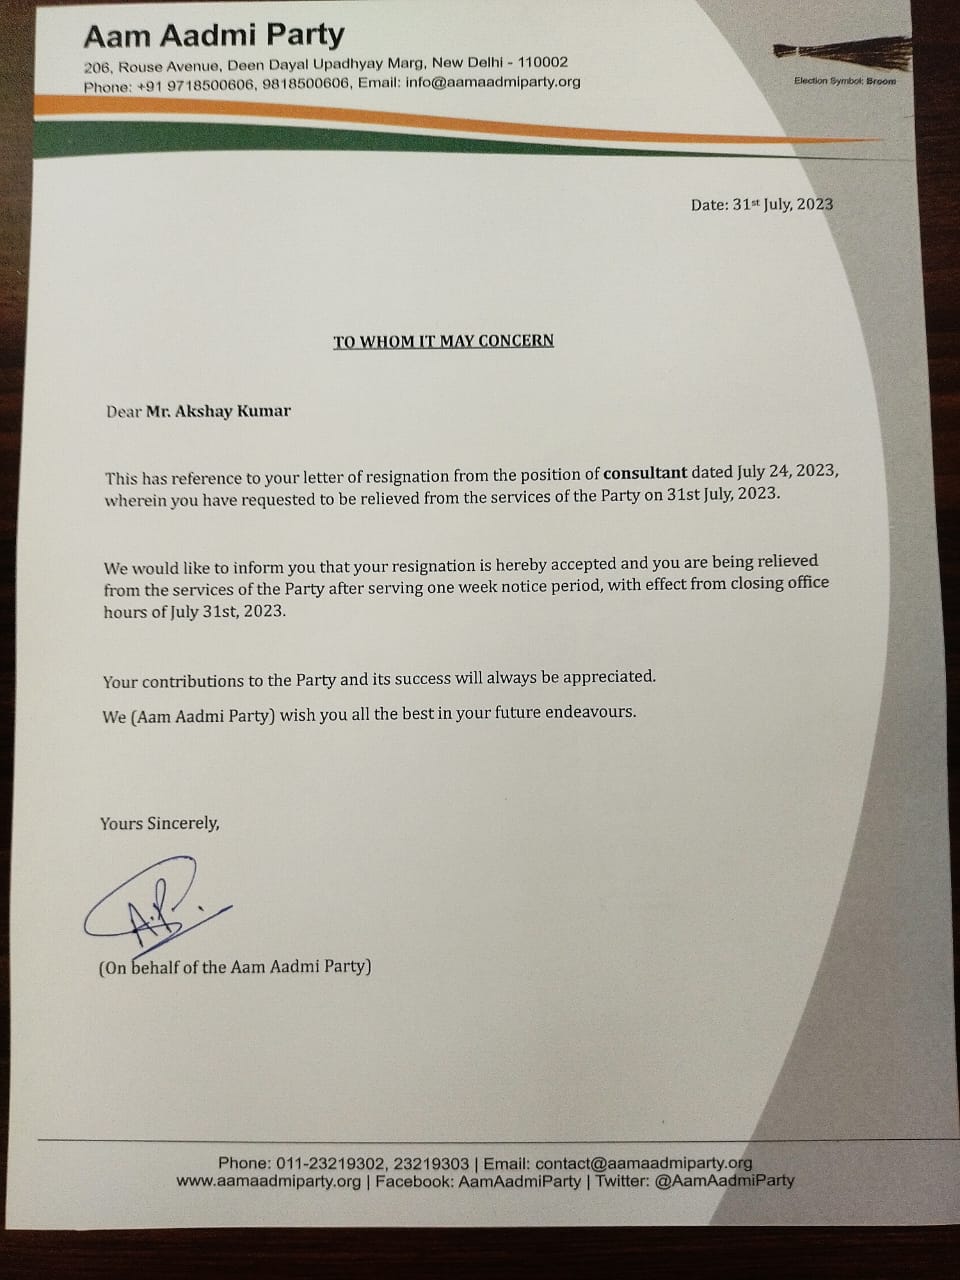 Aam Aadmi Party
206, Rouse Avenue, Deen Dayal Upadhyay Marg, New Delhi - 110002
Phone: +91 9718500606, 9818500606, Email: info@aamaadmiparty.org
Election Symbol: Broom
Date: 31st July, 2023
TO WHOM IT MAY CONCERN
Dear Mr. Akshay Kumar
This has reference to your letter of resignation from the position of consultant dated July 24, 2023,
wherein you have requested to be relieved from the services of the Party on 31st July, 2023.
We would like to inform you that your resignation is hereby accepted and you are being relieved
from the services of the Party after serving one week notice period, with effect from closing office
hours of July 31st, 2023.
Your contributions to the Party and its success will always be appreciated.
We (Aam Aadmi Party) wish you all the best in your future endeavours.
Yours Sincerely,
(On behalf of the Aam Aadmi Party)
Phone: 011-23219302, 23219303 | Email: contact@aamaadmiparty.org
www.aamaadmiparty.org | Facebook: AamAadmiParty | Twitter: @AamAadmiParty